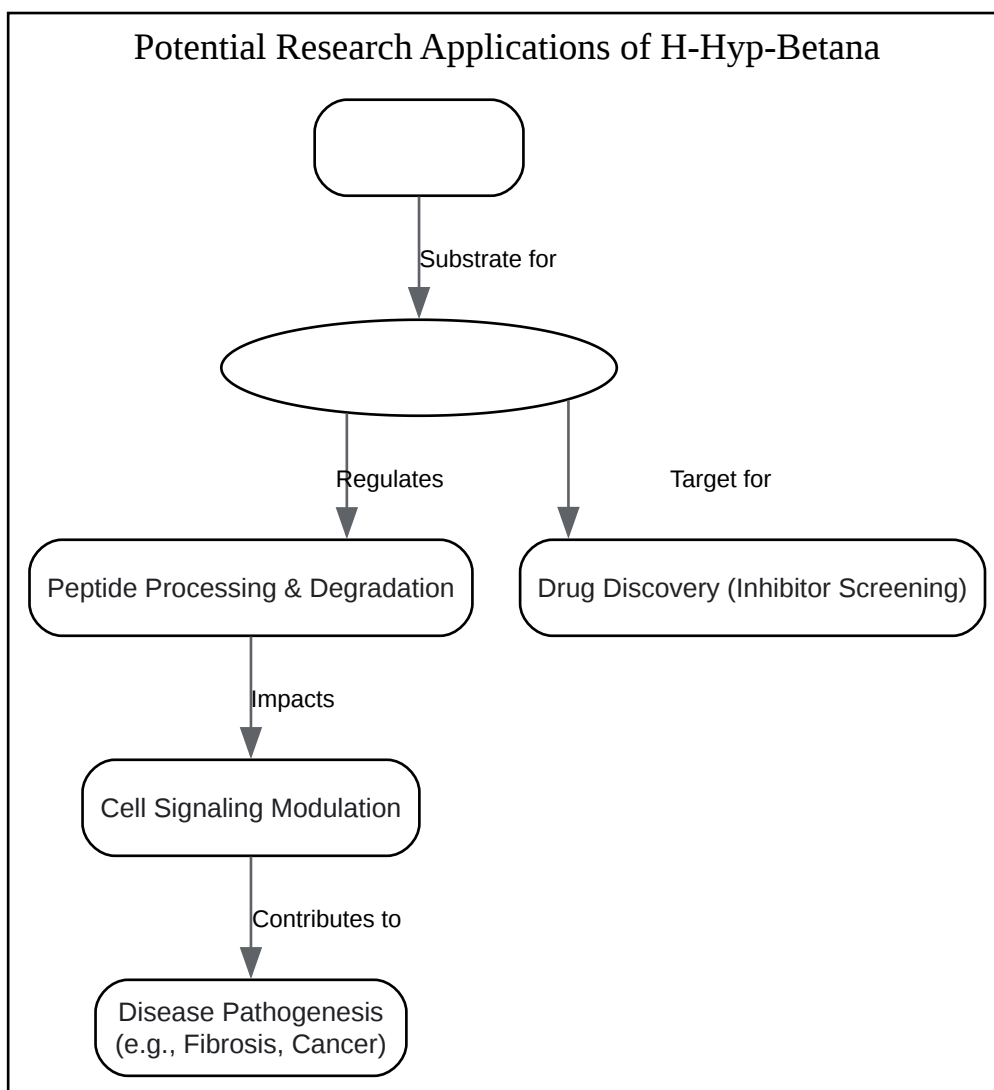 Potential Research Applications of H-Hyp-Betana
Substrate for
Regulates
Target for
Peptide Processing & Degradation
Drug Discovery (Inhibitor Screening)
Impacts
Cell Signaling Modulation
Contributes to
Disease Pathogenesis
(e.g., Fibrosis, Cancer)